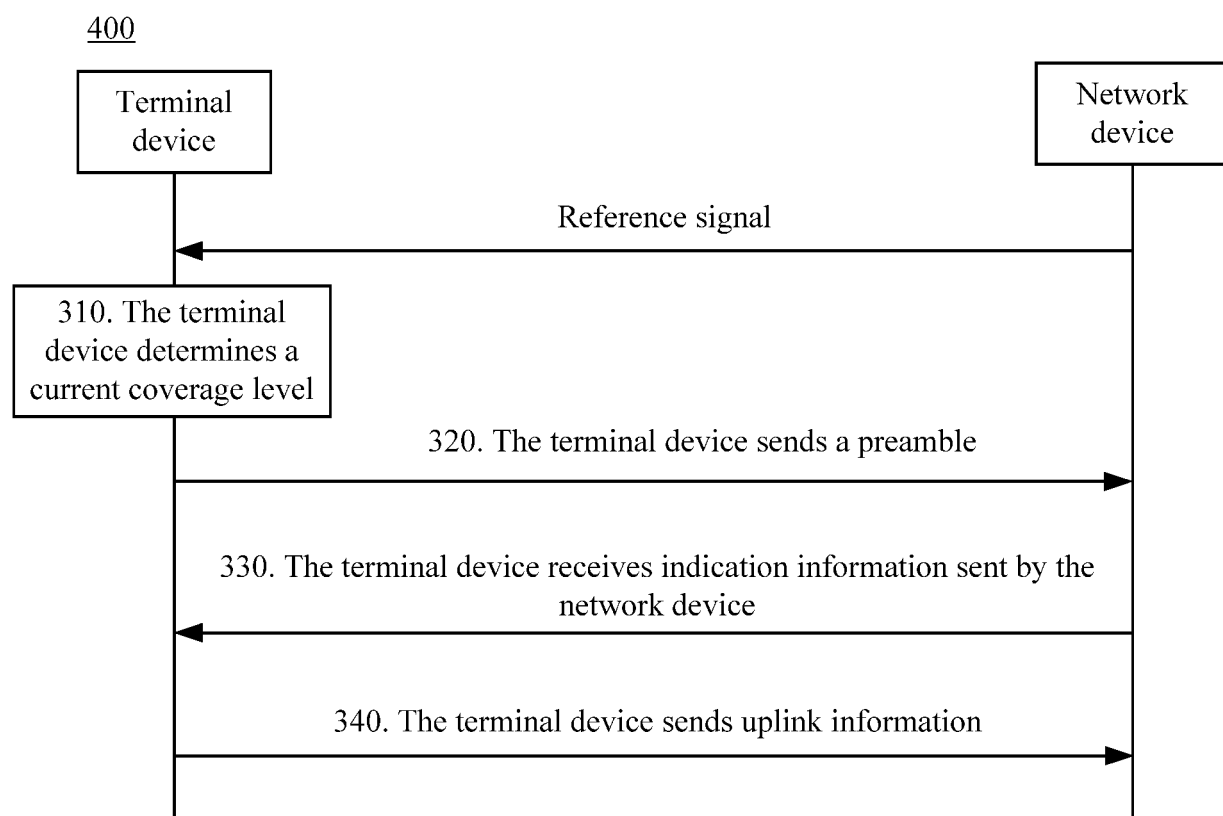 400
Terminal
device
Network
device
Reference signal
310. The terminal
device determines a
current coverage level
320. The terminal device sends a preamble
330. The terminal device receives indication information sent by the
network device
340. The terminal device sends uplink information